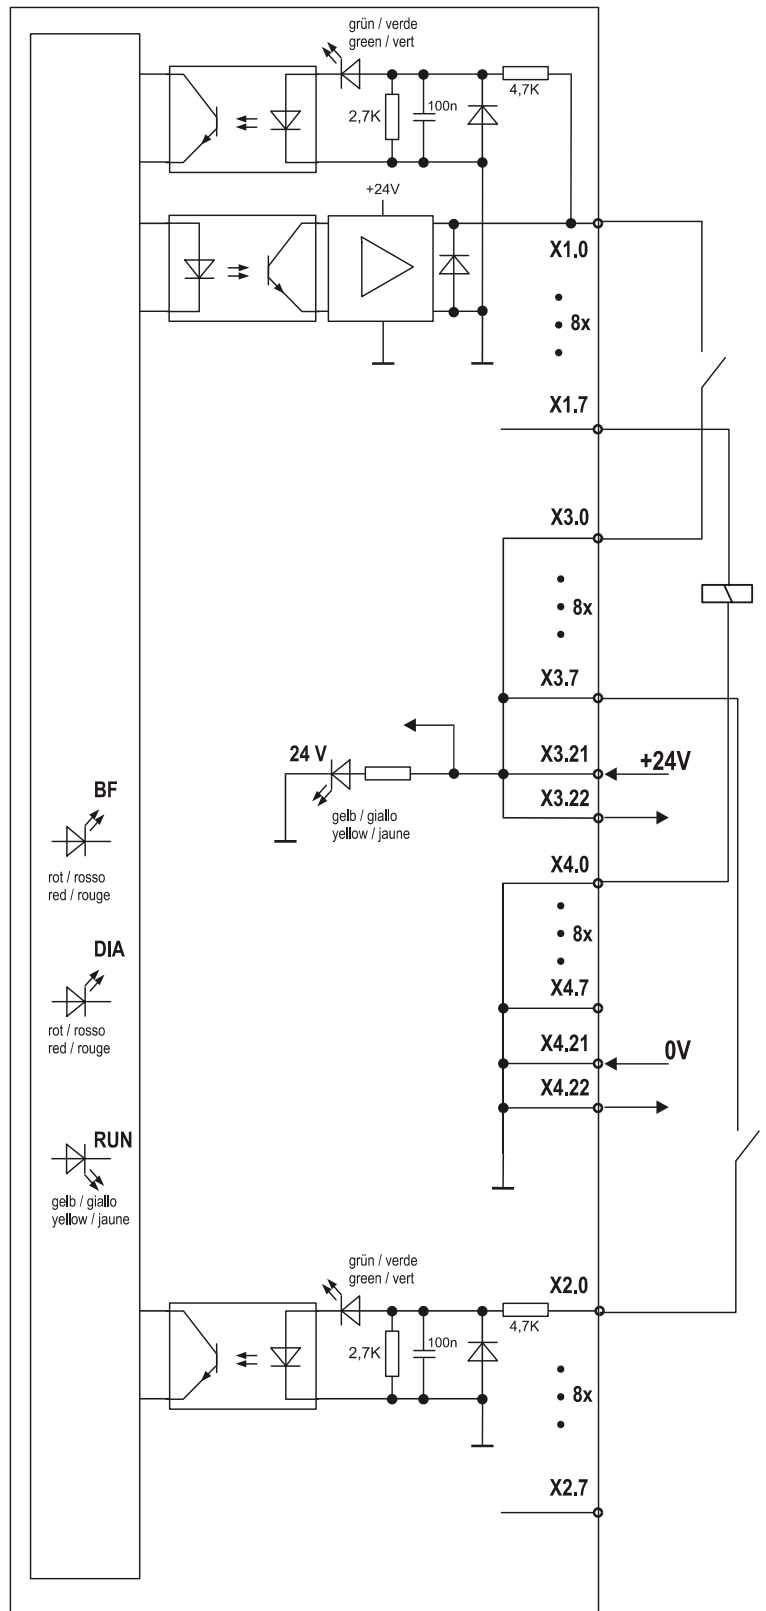 grün / verde
green / vert
2,7K
100n
4,7K
+24V
X1.0
8x
X1.7
X3.0
8x
X3.7
24 V
X3.21
+24V
gelb / giallo
yellow / jaune
X3.22
BF
rot / rosso
red / rouge
X4.0
8x
DIA
X4.7
rot / rosso
red / rouge
X4.21
0V
X4.22
RUN
gelb / giallo
yellow / jaune
grün / verde
green / vert
X2.0
2,7K
100n
4,7K
8x
X2.7